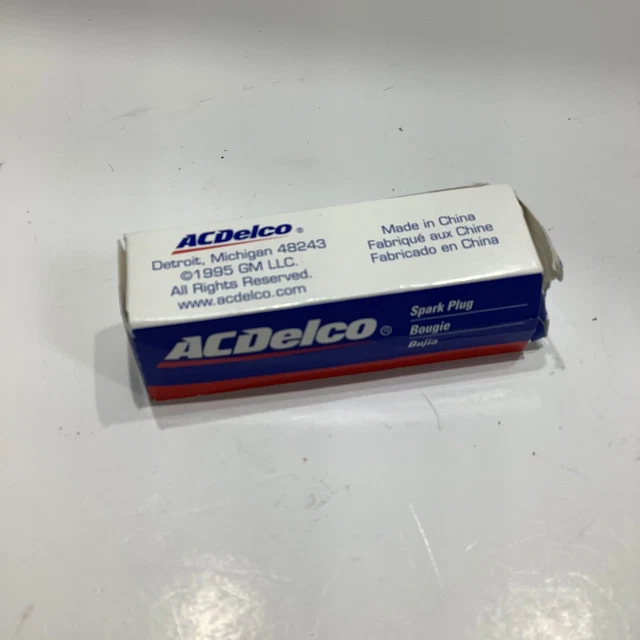 ACDelco®
Detroit, Michigan 48243
©1995 GM LLC.
All Rights Reserved.
www.acdelco.com
Made in China
Fabriqué aux Chine
Fabricado en China
ACDelco®
Spark Plug
Bougie
Bujía